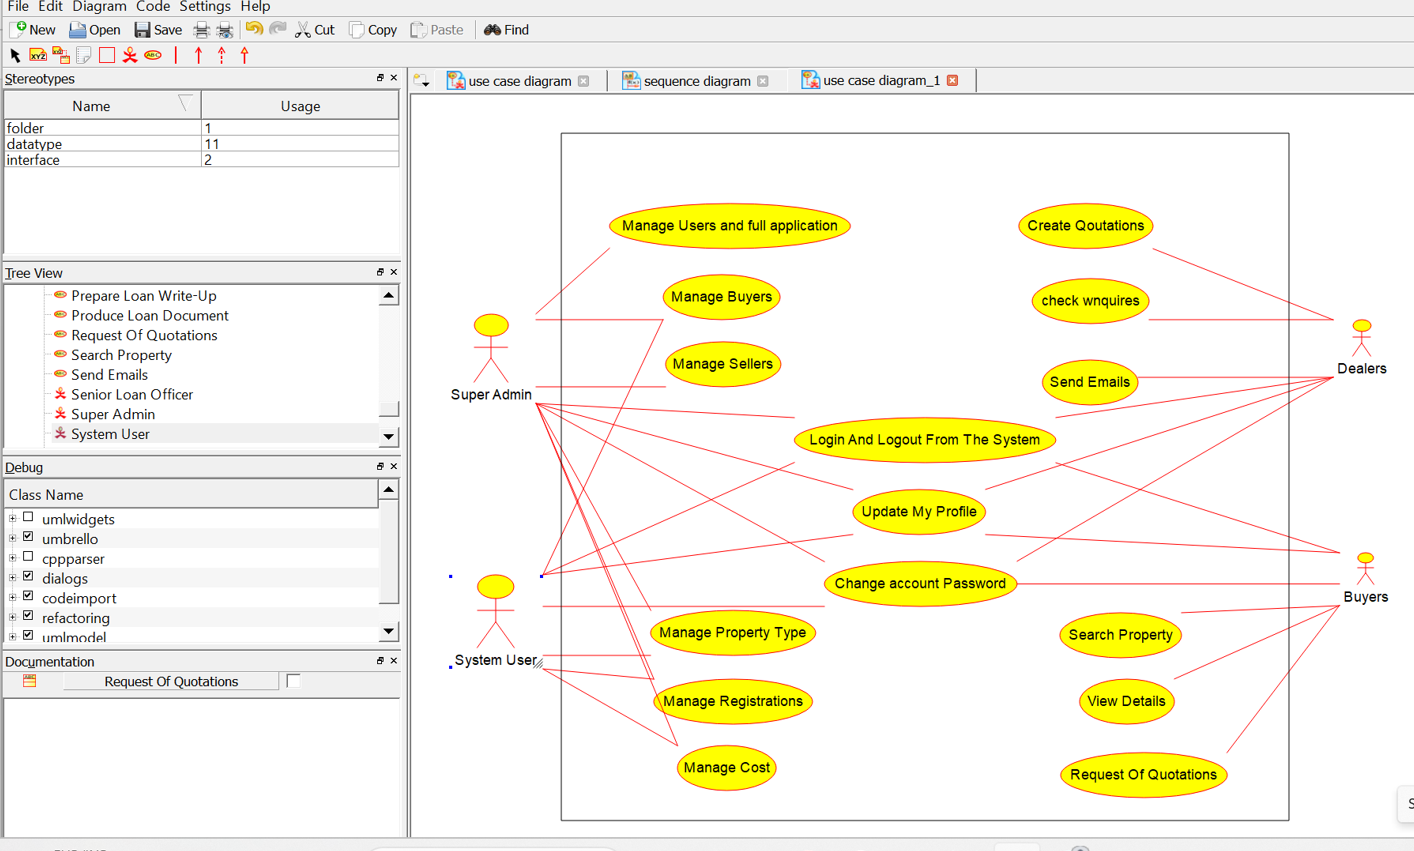 File Edit Diagram Code Settings Help
New Open Save Cut Copy Paste Find
XYZ XYZ ABC
Stereotypes
Name Usage
folder 1
datatype 11
interface 2
Tree View
Prepare Loan Write-Up
Produce Loan Document
Request Of Quotations
Search Property
Send Emails
Senior Loan Officer
Super Admin
System User
Debug
Class Name
umlwidgets
umbrello
cppparser
dialogs
codeimport
refactoring
umlmodel
Documentation
Request Of Quotations
use case diagram
sequence diagram
use case diagram_1
Manage Users and full application
Create Qoutations
Manage Buyers
check wnquires
Manage Sellers
Dealers
Send Emails
Super Admin
Login And Logout From The System
Update My Profile
Change account Password
Buyers
Manage Property Type
Search Property
System User
Manage Registrations
View Details
Manage Cost
Request Of Quotations
S